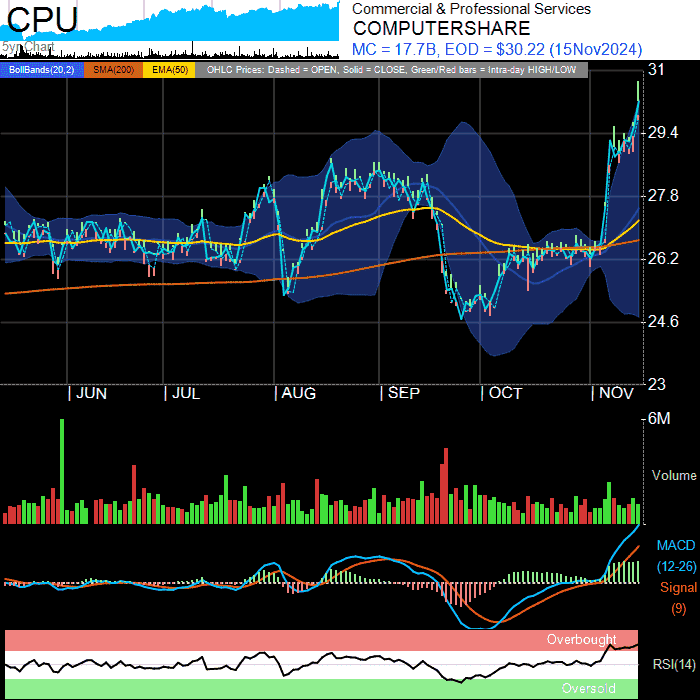 CPU
5yr Chart
Commercial & Professional Services
COMPUTERSHARE
MC = 17.7B, EOD = $30.22 (15Nov2024)
BollBands(20,2) SMA(200) EMA(50) OHLC Prices: Dashed = OPEN, Solid = CLOSE, Green/Red bars = Intra-day HIGH/LOW
31
29.4
27.8
26.2
24.6
23
| JUN | JUL | AUG | SEP | OCT | NOV
6M
Volume
MACD
(12-26)
Signal
(9)
Overbought
RSI(14)
Oversold